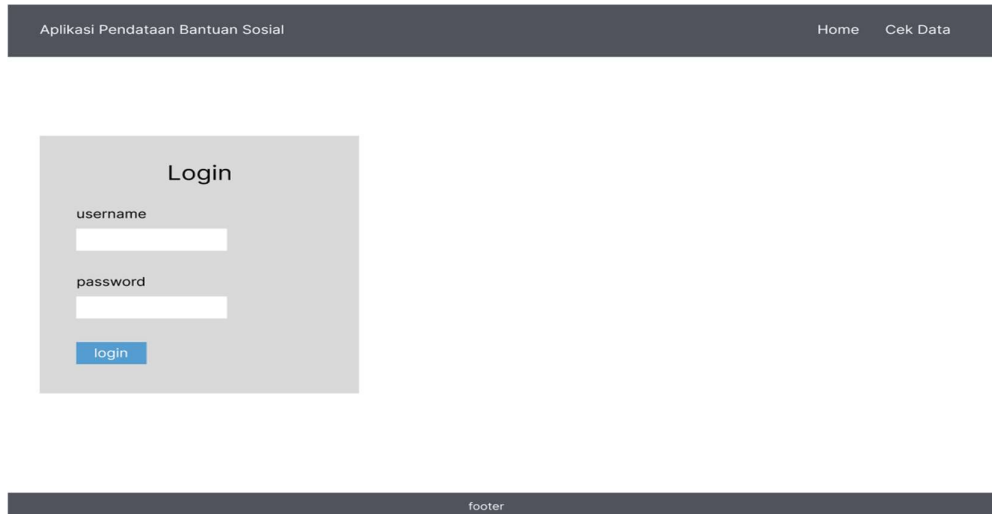 Aplikasi Pendataan Bantuan Sosial Home Cek Data
Login
username
password
login
footer